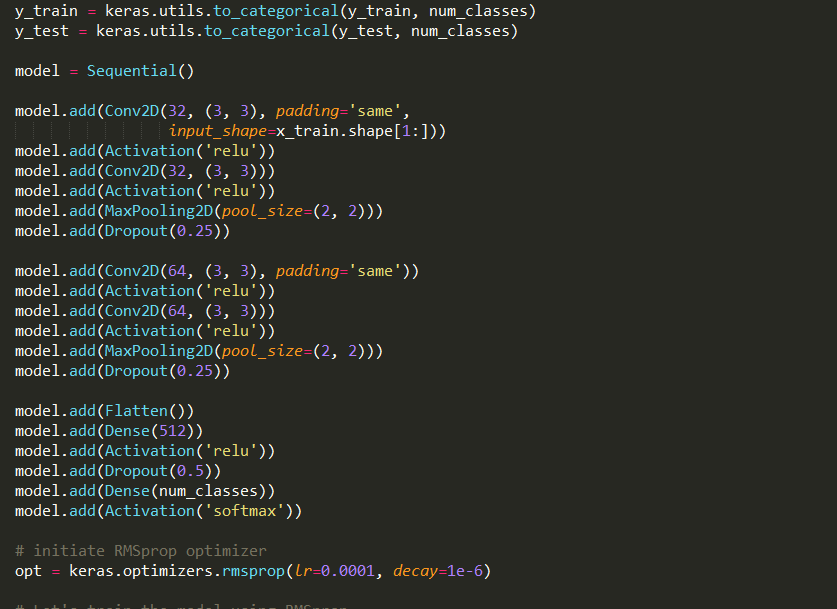 y_train = keras.utils.to_categorical(y_train, num_classes)
y_test = keras.utils.to_categorical(y_test, num_classes)

model = Sequential()

model.add(Conv2D(32, (3, 3), padding='same',
                 input_shape=x_train.shape[1:]))
model.add(Activation('relu'))
model.add(Conv2D(32, (3, 3)))
model.add(Activation('relu'))
model.add(MaxPooling2D(pool_size=(2, 2)))
model.add(Dropout(0.25))

model.add(Conv2D(64, (3, 3), padding='same'))
model.add(Activation('relu'))
model.add(Conv2D(64, (3, 3)))
model.add(Activation('relu'))
model.add(MaxPooling2D(pool_size=(2, 2)))
model.add(Dropout(0.25))

model.add(Flatten())
model.add(Dense(512))
model.add(Activation('relu'))
model.add(Dropout(0.5))
model.add(Dense(num_classes))
model.add(Activation('softmax'))

# initiate RMSprop optimizer
opt = keras.optimizers.rmsprop(lr=0.0001, decay=1e-6)

# Let's train the model using RMSprop